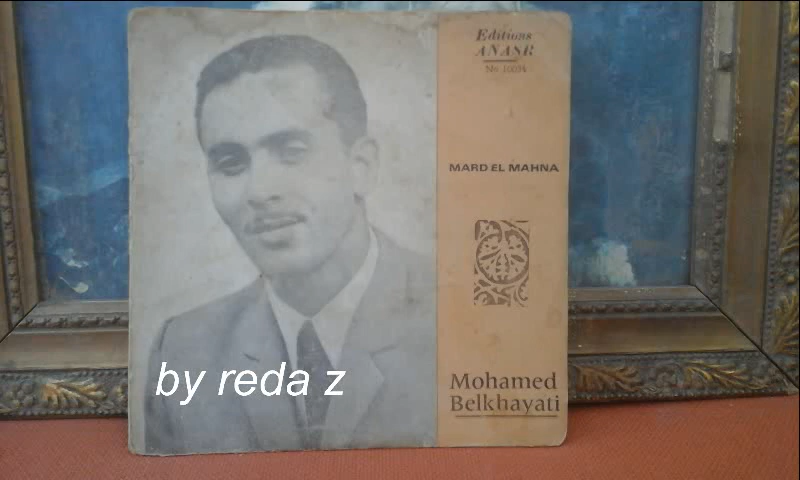 Editions
ANASR
No 10094
MARD EL MAHNA
by reda z
Mohamed
Belkhayati